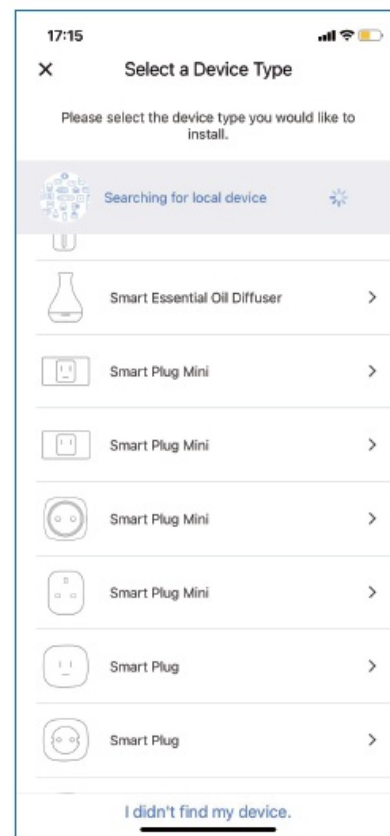 17:15
Select a Device Type
Please select the device type you would like to
install.
Searching for local device
Smart Essential Oil Diffuser
Smart Plug Mini
Smart Plug Mini
Smart Plug Mini
Smart Plug Mini
Smart Plug
Smart Plug
I didn't find my device.